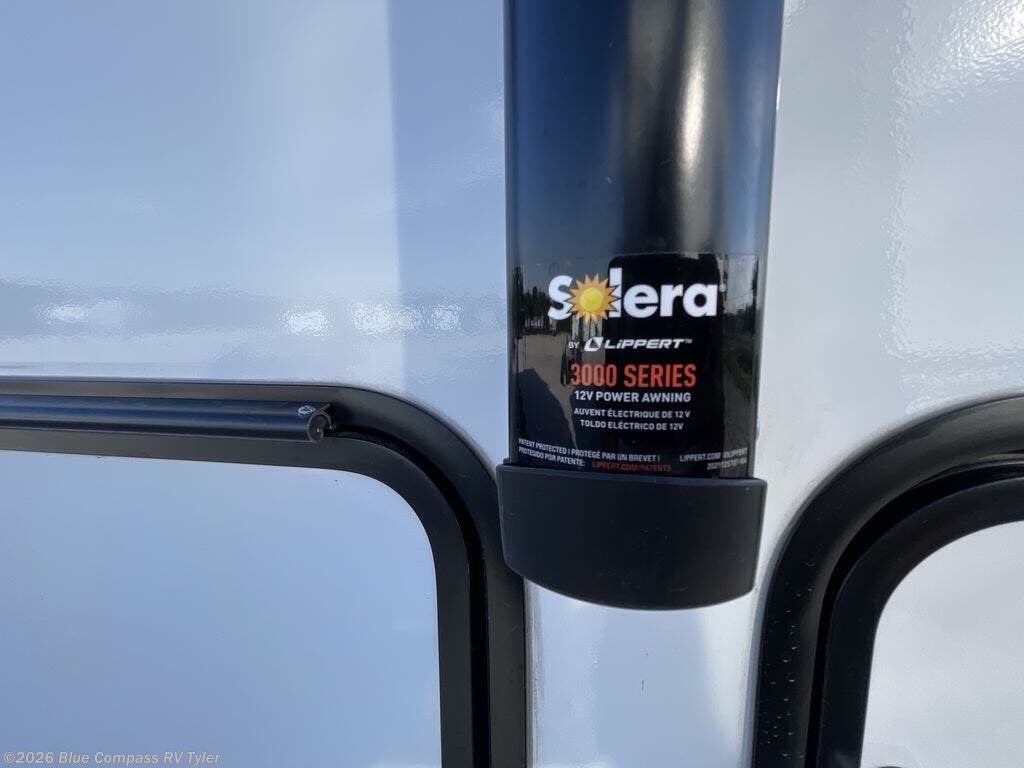 Solera
BY LIPPERT™
3000 SERIES
12V POWER AWNING
AUVENT ÉLECTRIQUE DE 12 V
TOLDO ELÉCTRICO DE 12V
PATENT PROTECTED | PROTÉGÉ PAR UN BREVET |
PROTEGIDO POR PATENTE: LIPPERT.COM/PATENTS
LIPPERT.COM
©2026 Blue Compass RV Tyler